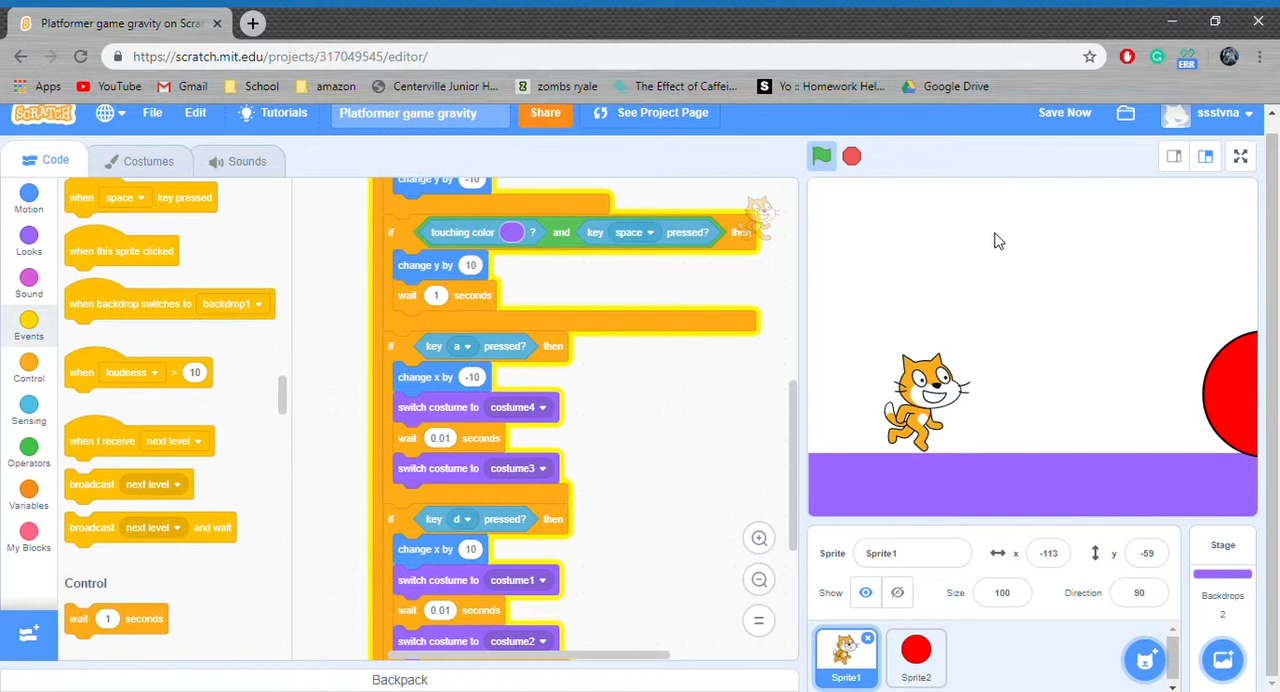 Platformer game gravity on Scrat
https://scratch.mit.edu/projects/317049545/editor/
ERR
Apps YouTube Gmail School amazon Centerville Junior H... zombs ryale The Effect of Caffei... Yo :: Homework Hel... Google Drive
SCRATCH File Edit Tutorials Platformer game gravity Share See Project Page Save Now ssstvna
Code Costumes Sounds
Motion
Looks
Sound
Events
Control
Sensing
Operators
Variables
My Blocks
when space key pressed
when this sprite clicked
when backdrop switches to backdrop1
when loudness > 10
when I receive next level
broadcast next level
broadcast next level and wait
Control
wait 1 seconds
change y by -10
if touching color ? and key space pressed? then
change y by 10
wait 1 seconds
if key a pressed? then
change x by -10
switch costume to costume4
wait 0.01 seconds
switch costume to costume3
if key d pressed? then
change x by 10
switch costume to costume1
wait 0.01 seconds
switch costume to costume2
Sprite Sprite1 x -113 y -59
Show Size 100 Direction 90
Sprite1
Sprite2
Stage
Backdrops
2
Backpack